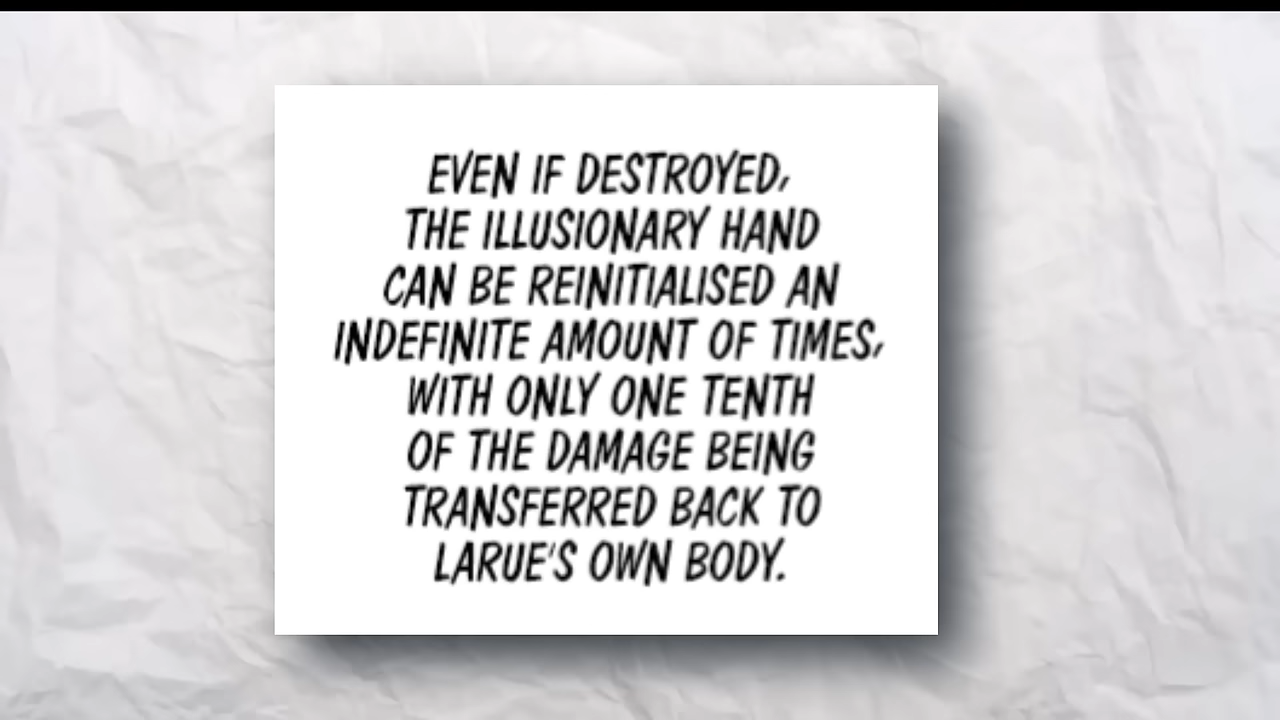 EVEN IF DESTROYED,
THE ILLUSIONARY HAND
CAN BE REINITIALISED AN
INDEFINITE AMOUNT OF TIMES,
WITH ONLY ONE TENTH
OF THE DAMAGE BEING
TRANSFERRED BACK TO
LARUE'S OWN BODY.